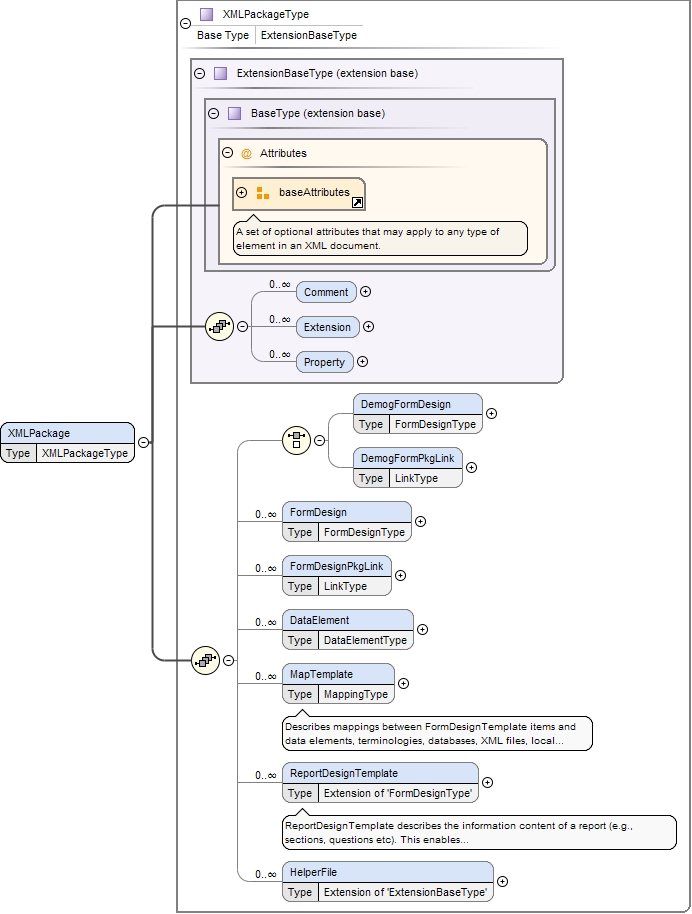 XMLPackageType
Base Type ExtensionBaseType
ExtensionBaseType (extension base)
BaseType (extension base)
@ Attributes
baseAttributes
A set of optional attributes that may apply to any type of
element in an XML document.
0..∞ Comment
0..∞ Extension
0..∞ Property
XMLPackage
Type XMLPackageType
DemogFormDesign
Type FormDesignType
DemogFormPkgLink
Type LinkType
0..∞ FormDesign
Type FormDesignType
0..∞ FormDesignPkgLink
Type LinkType
0..∞ DataElement
Type DataElementType
0..∞ MapTemplate
Type MappingType
Describes mappings between FormDesignTemplate items and
data elements, terminologies, databases, XML files, local...
0..∞ ReportDesignTemplate
Type Extension of 'FormDesignType'
ReportDesignTemplate describes the information content of a report (e.g.,
sections, questions etc). This enables...
0..∞ HelperFile
Type Extension of 'ExtensionBaseType'